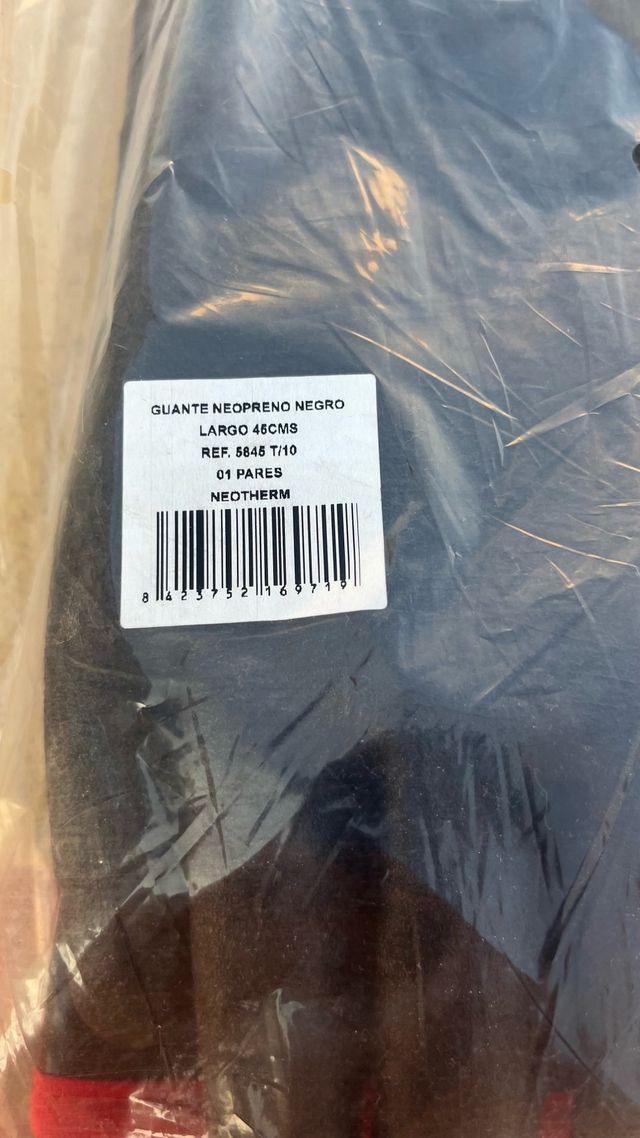 GUANTE NEOPRENO NEGRO
LARGO 45CMS
REF. 5845 T/10
01 PARES
NEOTHERM
8 423752 169719